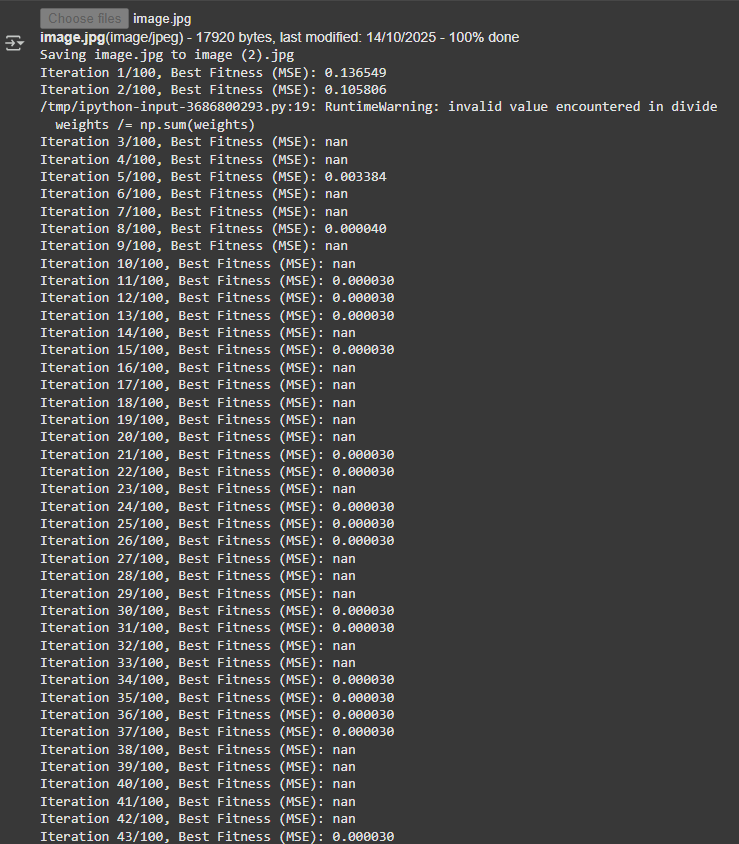 Choose files image.jpg
image.jpg(image/jpeg) - 17920 bytes, last modified: 14/10/2025 - 100% done
Saving image.jpg to image (2).jpg
Iteration 1/100, Best Fitness (MSE): 0.136549
Iteration 2/100, Best Fitness (MSE): 0.105806
/tmp/ipython-input-3686800293.py:19: RuntimeWarning: invalid value encountered in divide
  weights /= np.sum(weights)
Iteration 3/100, Best Fitness (MSE): nan
Iteration 4/100, Best Fitness (MSE): nan
Iteration 5/100, Best Fitness (MSE): 0.003384
Iteration 6/100, Best Fitness (MSE): nan
Iteration 7/100, Best Fitness (MSE): nan
Iteration 8/100, Best Fitness (MSE): 0.000040
Iteration 9/100, Best Fitness (MSE): nan
Iteration 10/100, Best Fitness (MSE): nan
Iteration 11/100, Best Fitness (MSE): 0.000030
Iteration 12/100, Best Fitness (MSE): 0.000030
Iteration 13/100, Best Fitness (MSE): 0.000030
Iteration 14/100, Best Fitness (MSE): nan
Iteration 15/100, Best Fitness (MSE): 0.000030
Iteration 16/100, Best Fitness (MSE): nan
Iteration 17/100, Best Fitness (MSE): nan
Iteration 18/100, Best Fitness (MSE): nan
Iteration 19/100, Best Fitness (MSE): nan
Iteration 20/100, Best Fitness (MSE): nan
Iteration 21/100, Best Fitness (MSE): 0.000030
Iteration 22/100, Best Fitness (MSE): 0.000030
Iteration 23/100, Best Fitness (MSE): nan
Iteration 24/100, Best Fitness (MSE): 0.000030
Iteration 25/100, Best Fitness (MSE): 0.000030
Iteration 26/100, Best Fitness (MSE): 0.000030
Iteration 27/100, Best Fitness (MSE): nan
Iteration 28/100, Best Fitness (MSE): nan
Iteration 29/100, Best Fitness (MSE): nan
Iteration 30/100, Best Fitness (MSE): 0.000030
Iteration 31/100, Best Fitness (MSE): 0.000030
Iteration 32/100, Best Fitness (MSE): nan
Iteration 33/100, Best Fitness (MSE): nan
Iteration 34/100, Best Fitness (MSE): 0.000030
Iteration 35/100, Best Fitness (MSE): 0.000030
Iteration 36/100, Best Fitness (MSE): 0.000030
Iteration 37/100, Best Fitness (MSE): 0.000030
Iteration 38/100, Best Fitness (MSE): nan
Iteration 39/100, Best Fitness (MSE): nan
Iteration 40/100, Best Fitness (MSE): nan
Iteration 41/100, Best Fitness (MSE): nan
Iteration 42/100, Best Fitness (MSE): nan
Iteration 43/100, Best Fitness (MSE): 0.000030